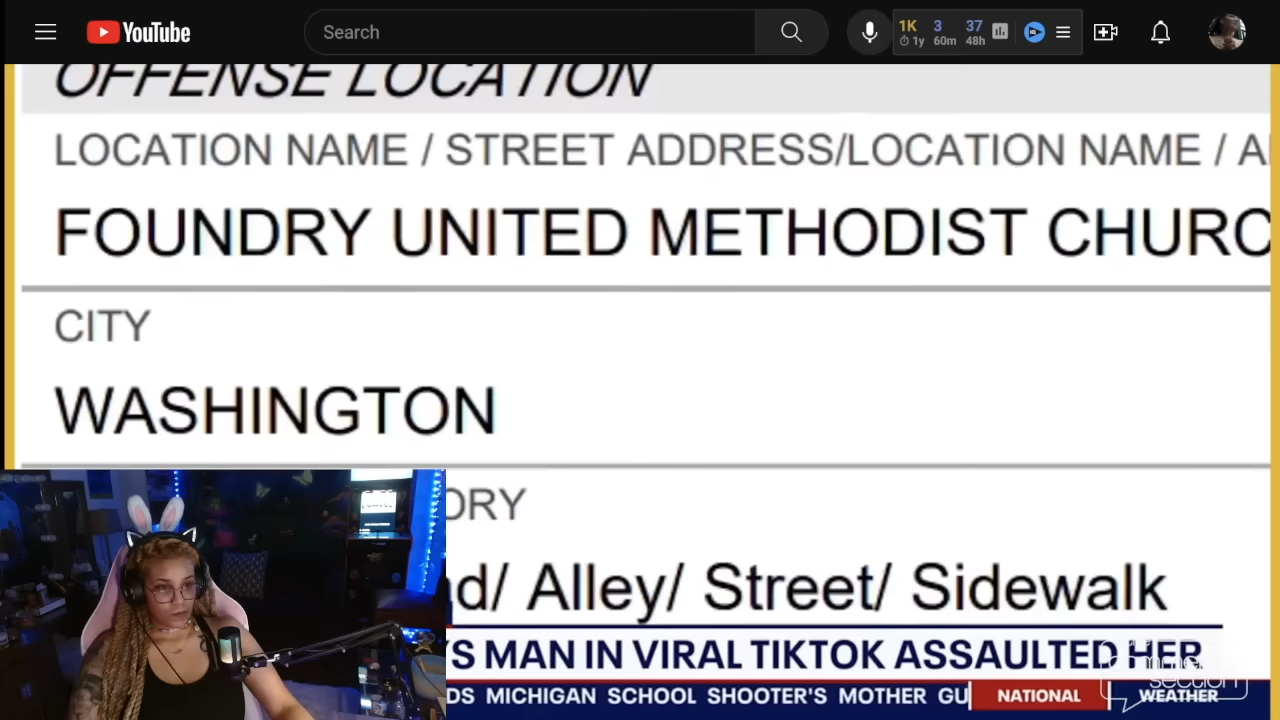 YouTube
Search
1K 3 37
1y 60m 48h
OFFENSE LOCATION
LOCATION NAME / STREET ADDRESS/LOCATION NAME / A
FOUNDRY UNITED METHODIST CHURC
CITY
WASHINGTON
ORY
d/ Alley/ Street/ Sidewalk
'S MAN IN VIRAL TIKTOK ASSAULTED HER
DS MICHIGAN SCHOOL SHOOTER'S MOTHER GU NATIONAL WEATHER
comment
section